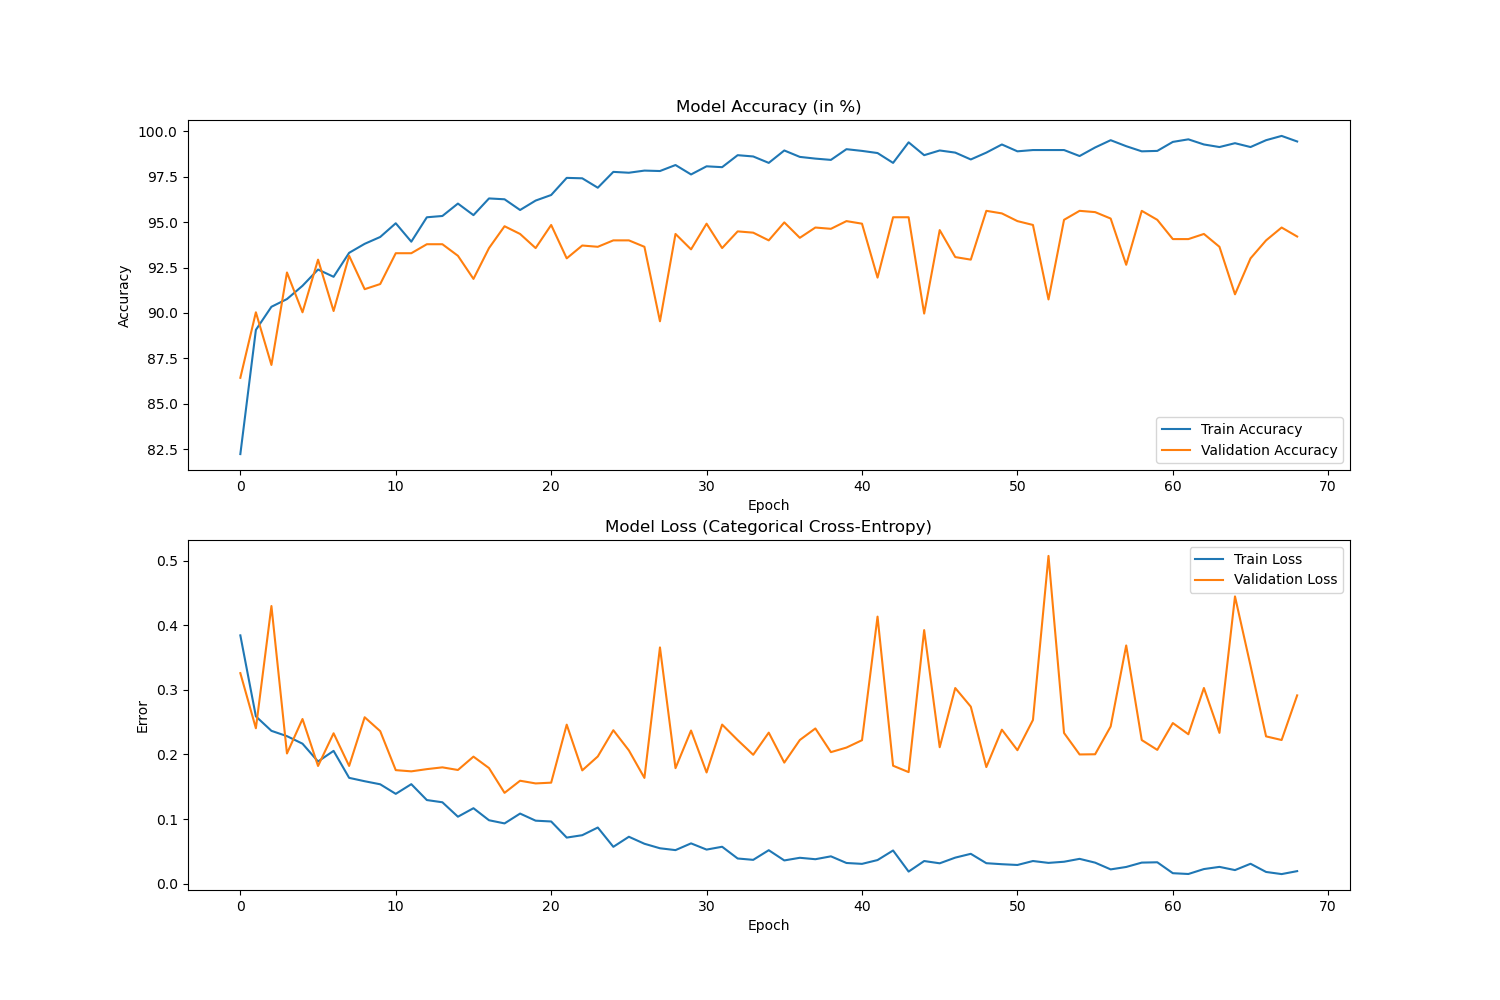 Model Accuracy (in %)
100.0
97.5
95.0
92.5
90.0
87.5
85.0
82.5
Accuracy
Train Accuracy
Validation Accuracy
0 10 20 30 40 50 60 70
Epoch
Model Loss (Categorical Cross-Entropy)
0.5
0.4
0.3
0.2
0.1
0.0
Error
Train Loss
Validation Loss
0 10 20 30 40 50 60 70
Epoch